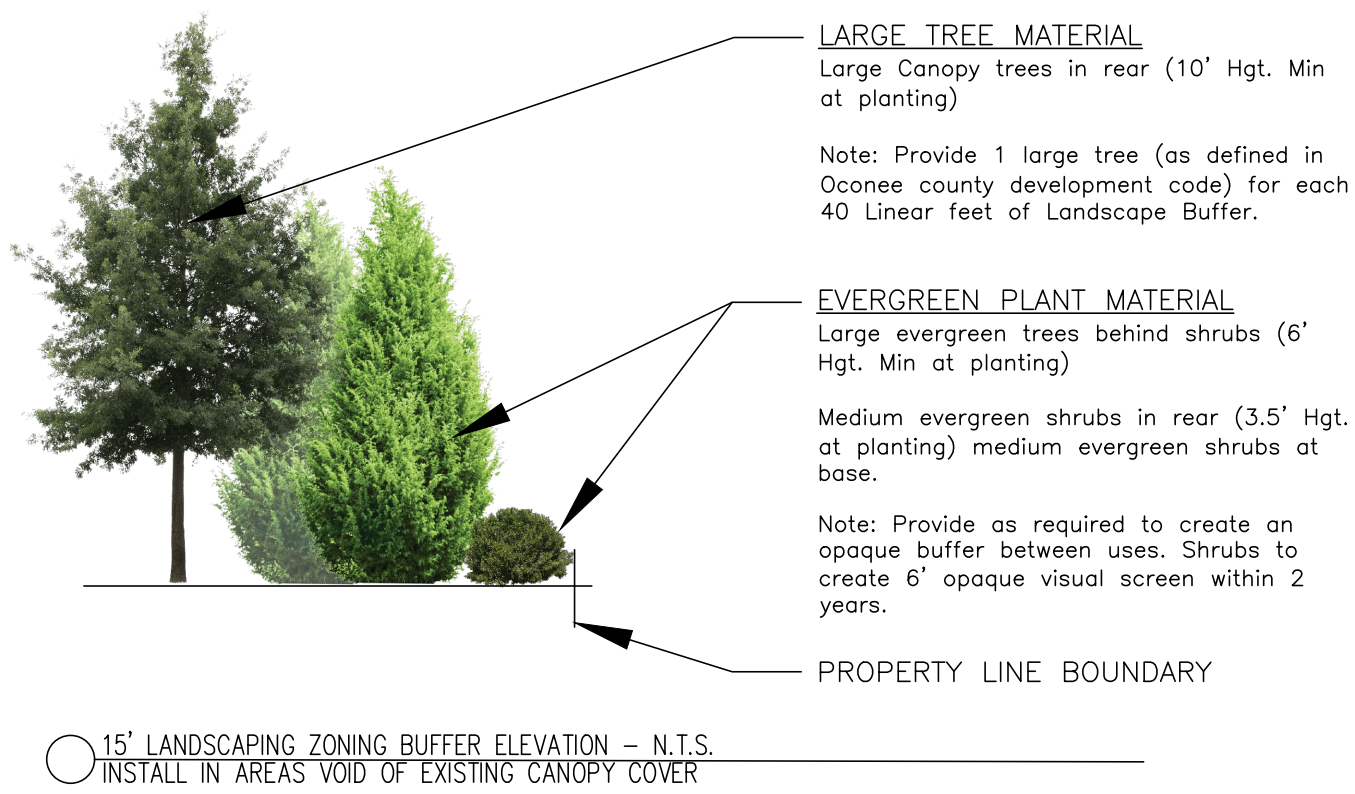 LARGE TREE MATERIAL
Large Canopy trees in rear (10' Hgt. Min
at planting)
Note: Provide 1 large tree (as defined in
Oconee county development code) for each
40 Linear feet of Landscape Buffer.
EVERGREEN PLANT MATERIAL
Large evergreen trees behind shrubs (6'
Hgt. Min at planting)
Medium evergreen shrubs in rear (3.5' Hgt.
at planting) medium evergreen shrubs at
base.
Note: Provide as required to create an
opaque buffer between uses. Shrubs to
create 6' opaque visual screen within 2
years.
PROPERTY LINE BOUNDARY
15' LANDSCAPING ZONING BUFFER ELEVATION – N.T.S.
INSTALL IN AREAS VOID OF EXISTING CANOPY COVER